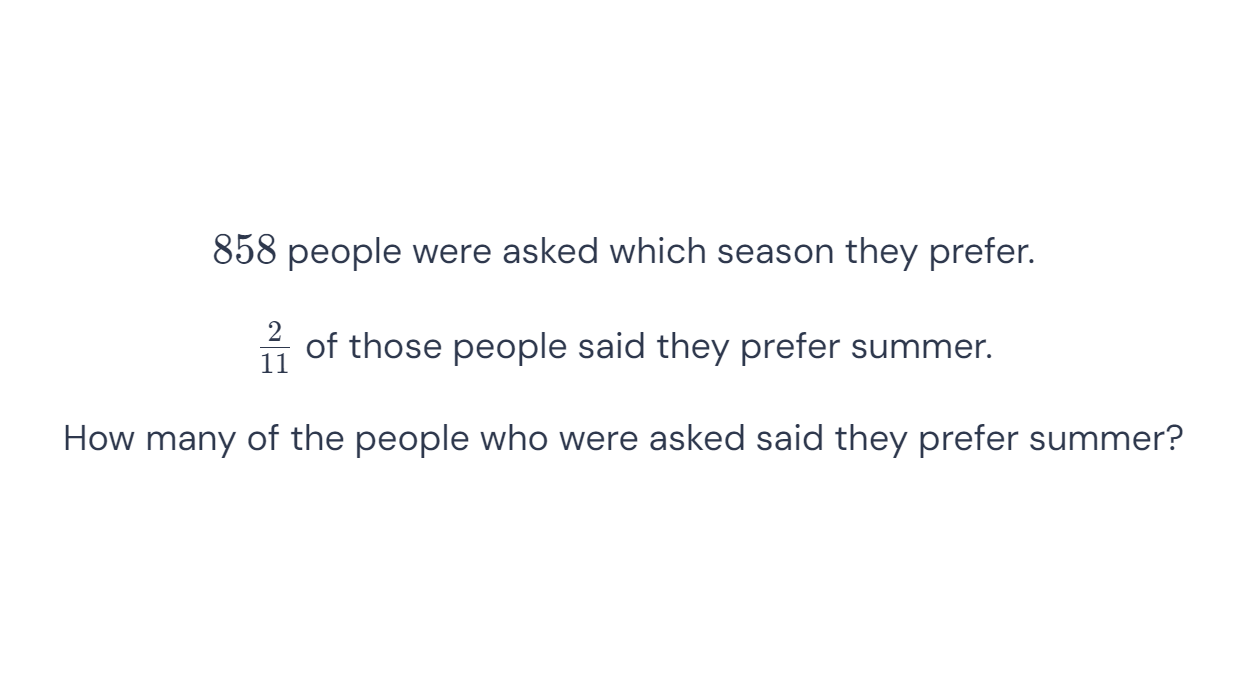 858 people were asked which season they prefer.
2/11 of those people said they prefer summer.
How many of the people who were asked said they prefer summer?